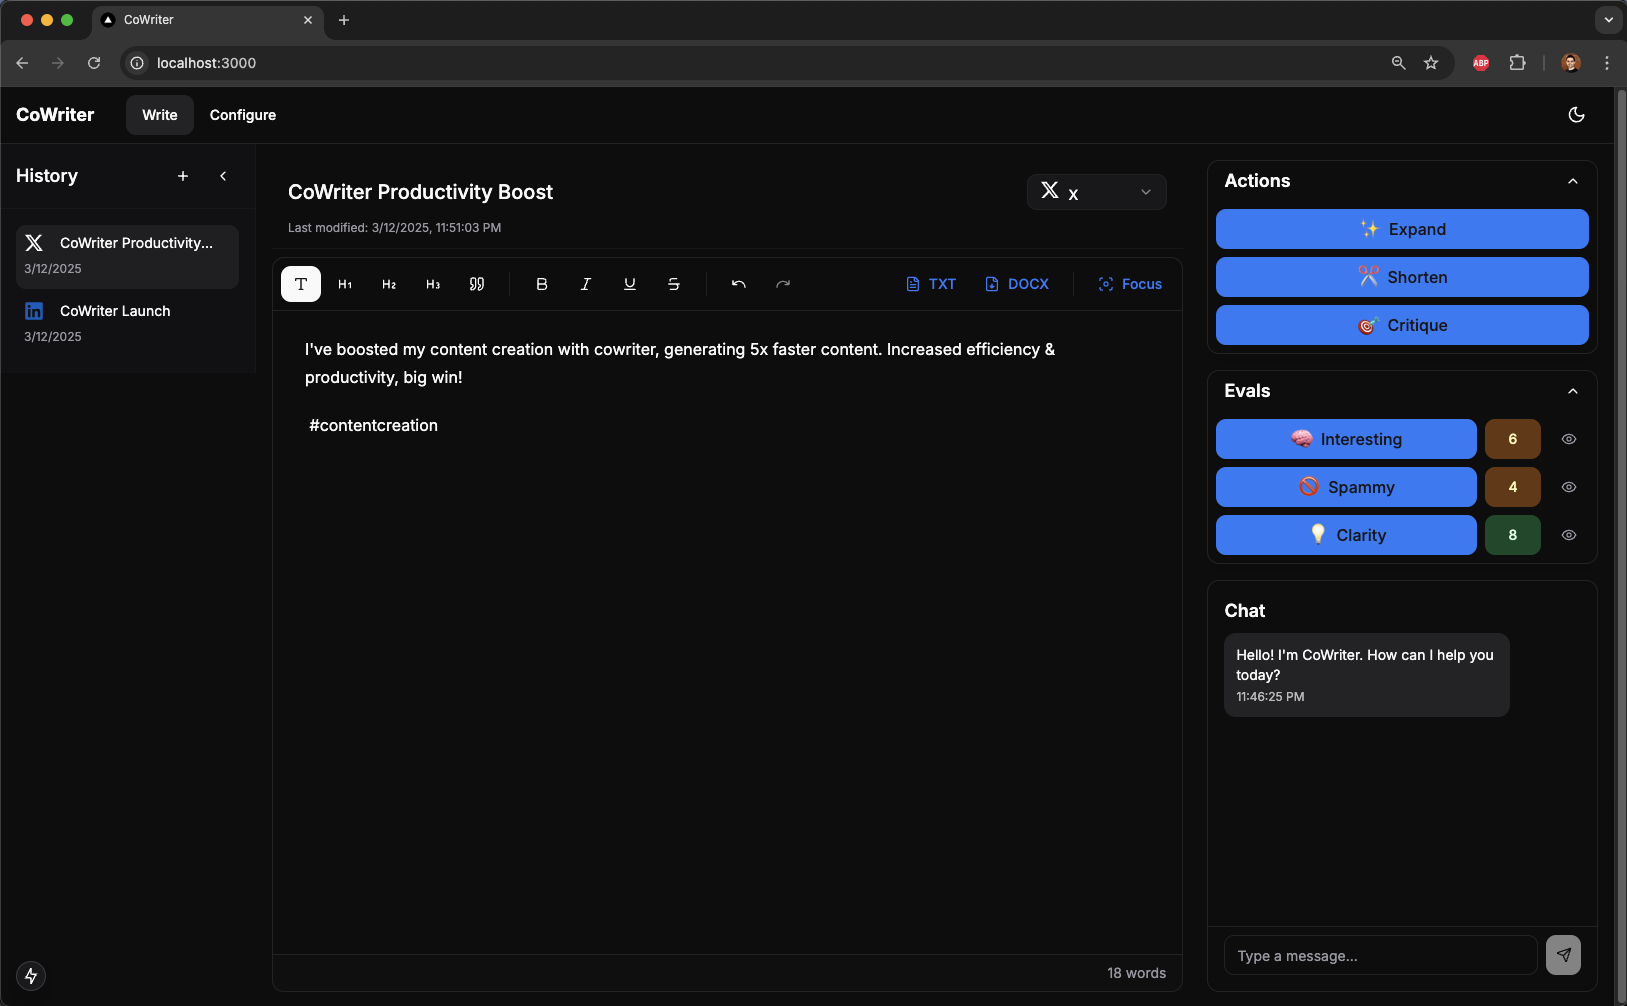 CoWriter
localhost:3000
ABP
CoWriter
Write
Configure
History
CoWriter Productivity...
3/12/2025
CoWriter Launch
3/12/2025
CoWriter Productivity Boost
Last modified: 3/12/2025, 11:51:03 PM
X
T H1 H2 H3 B I U S TXT DOCX Focus
I've boosted my content creation with cowriter, generating 5x faster content. Increased efficiency &
productivity, big win!
#contentcreation
18 words
Actions
Expand
Shorten
Critique
Evals
Interesting 6
Spammy 4
Clarity 8
Chat
Hello! I'm CoWriter. How can I help you
today?
11:46:25 PM
Type a message...